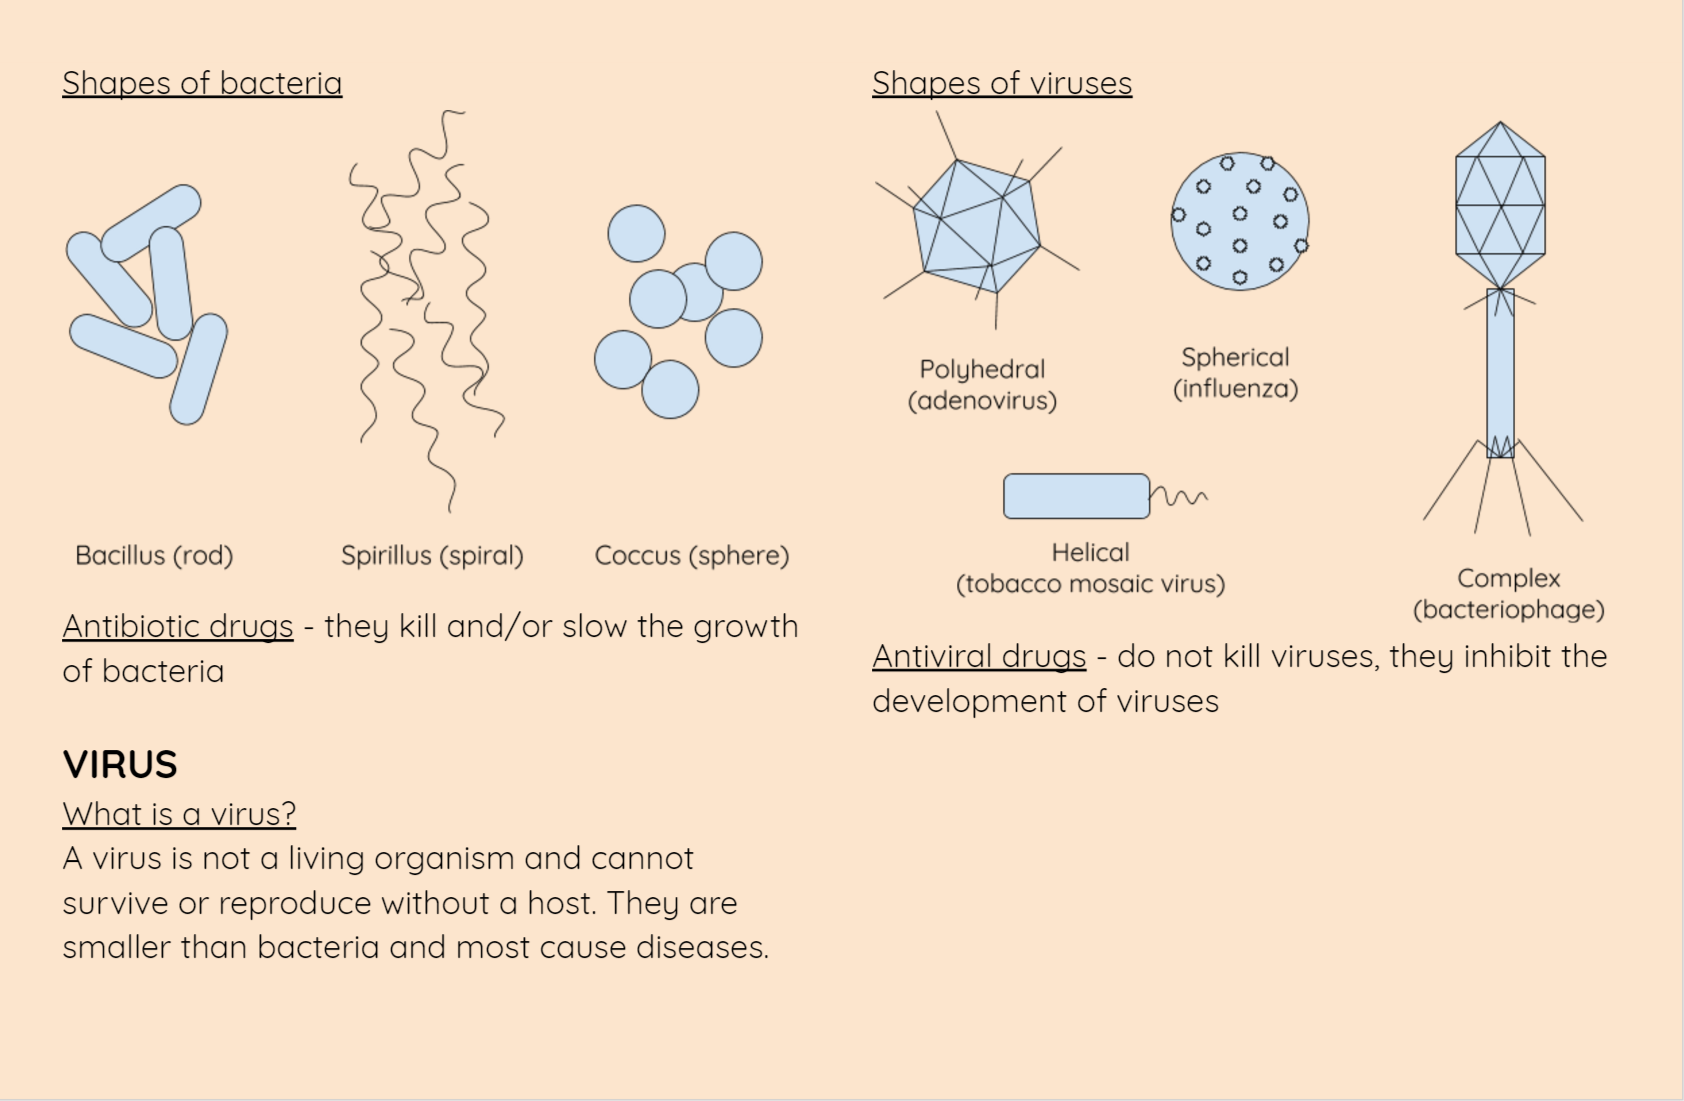 Shapes of bacteria
Bacillus (rod)
Spirillus (spiral)
Coccus (sphere)
Antibiotic drugs - they kill and/or slow the growth
of bacteria
VIRUS
What is a virus?
A virus is not a living organism and cannot
survive or reproduce without a host. They are
smaller than bacteria and most cause diseases.
Shapes of viruses
Polyhedral
(adenovirus)
Spherical
(influenza)
Helical
(tobacco mosaic virus)
Complex
(bacteriophage)
Antiviral drugs - do not kill viruses, they inhibit the
development of viruses